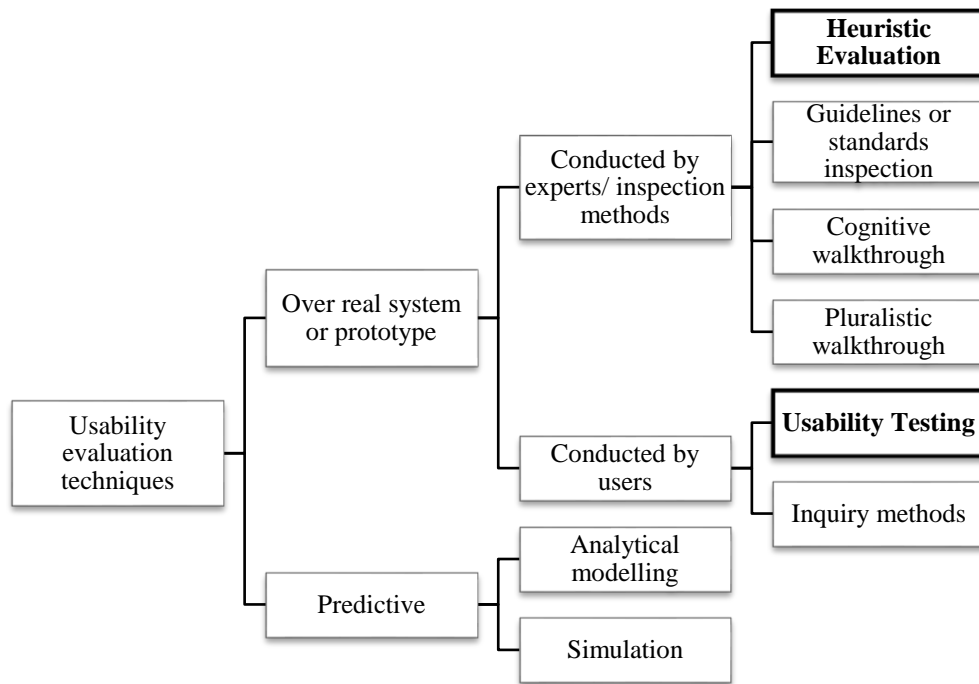 Heuristic
Evaluation
Guidelines or
standards
inspection
Conducted by
experts/ inspection
methods
Cognitive
walkthrough
Over real system
or prototype
Pluralistic
walkthrough
Usability
evaluation
techniques
Usability Testing
Conducted by
users
Inquiry methods
Analytical
modelling
Predictive
Simulation